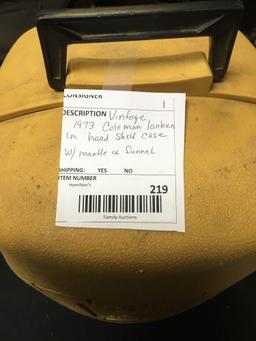 CONSIGNER
DESCRIPTION Vintage
1973 Coleman lanken
in hard shell case
w/ mantle & funnel
SHIPPING: YES NO
ITEM NUMBER
Hamilton's
219
Family Auctions